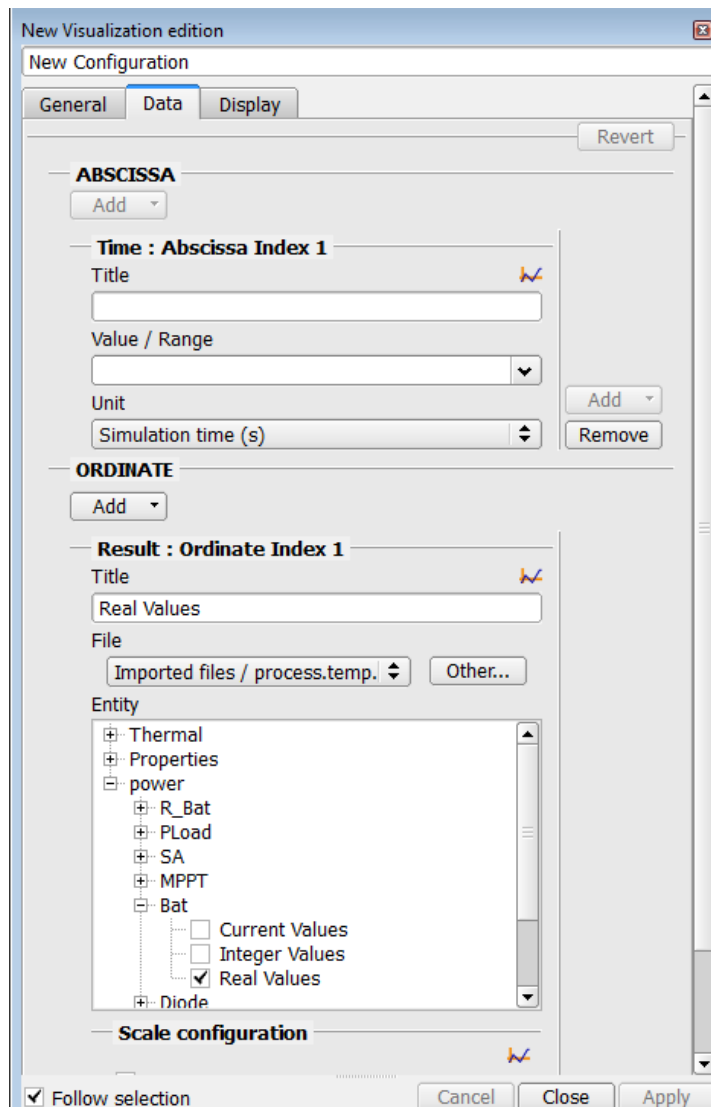 New Visualization edition
New Configuration
General Data Display
Revert
ABSCISSA
Add
Time : Abscissa Index 1
Title
Value / Range
Unit
Add
Simulation time (s)
Remove
ORDINATE
Add
Result : Ordinate Index 1
Title
Real Values
File
Imported files / process.temp. Other...
Entity
Thermal
Properties
power
R_Bat
PLoad
SA
MPPT
Bat
Current Values
Integer Values
Real Values
Diode
Scale configuration
Follow selection Cancel Close Apply